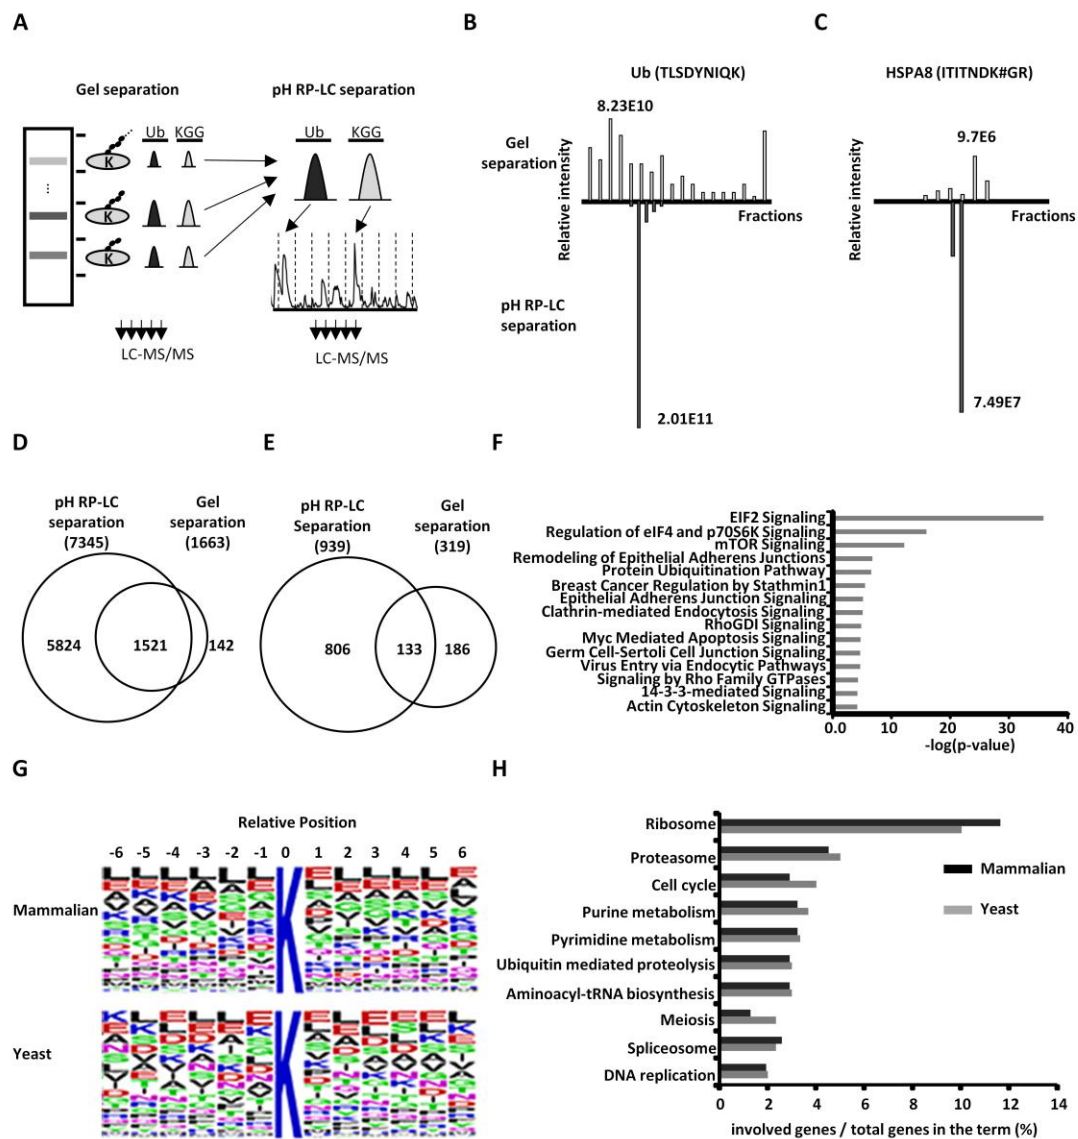 A
Gel separation
pH RP-LC separation
Ub KGG
Ub KGG
K
...
K
K
LC-MS/MS
LC-MS/MS
B
Ub (TLSDYNIQK)
8.23E10
Gel
separation
Relative intensity
Fractions
pH RP-LC
separation
2.01E11
C
HSPA8 (ITITNDK#GR)
9.7E6
Relative intensity
Fractions
7.49E7
D
pH RP-LC
separation
(7345)
Gel
separation
(1663)
5824
1521
142
E
pH RP-LC
Separation
(939)
Gel
separation
(319)
806
133
186
F
EIF2 Signaling
Regulation of eIF4 and p70S6K Signaling
mTOR Signaling
Remodeling of Epithelial Adherens Junctions
Protein Ubiquitination Pathway
Breast Cancer Regulation by Stathmin1
Epithelial Adherens Junction Signaling
Clathrin-mediated Endocytosis Signaling
RhoGDI Signaling
Myc Mediated Apoptosis Signaling
Germ Cell-Sertoli Cell Junction Signaling
Virus Entry via Endocytic Pathways
Signaling by Rho Family GTPases
14-3-3-mediated Signaling
Actin Cytoskeleton Signaling
0.0 10 20 30 40
-log(p-value)
G
Relative Position
-6 -5 -4 -3 -2 -1 0 1 2 3 4 5 6
Mammalian
K
Yeast
K
H
Ribosome
Proteasome
Cell cycle
Purine metabolism
Pyrimidine metabolism
Ubiquitin mediated proteolysis
Aminoacyl-tRNA biosynthesis
Meiosis
Spliceosome
DNA replication
Mammalian
Yeast
0 2 4 6 8 10 12 14
involved genes / total genes in the term (%)